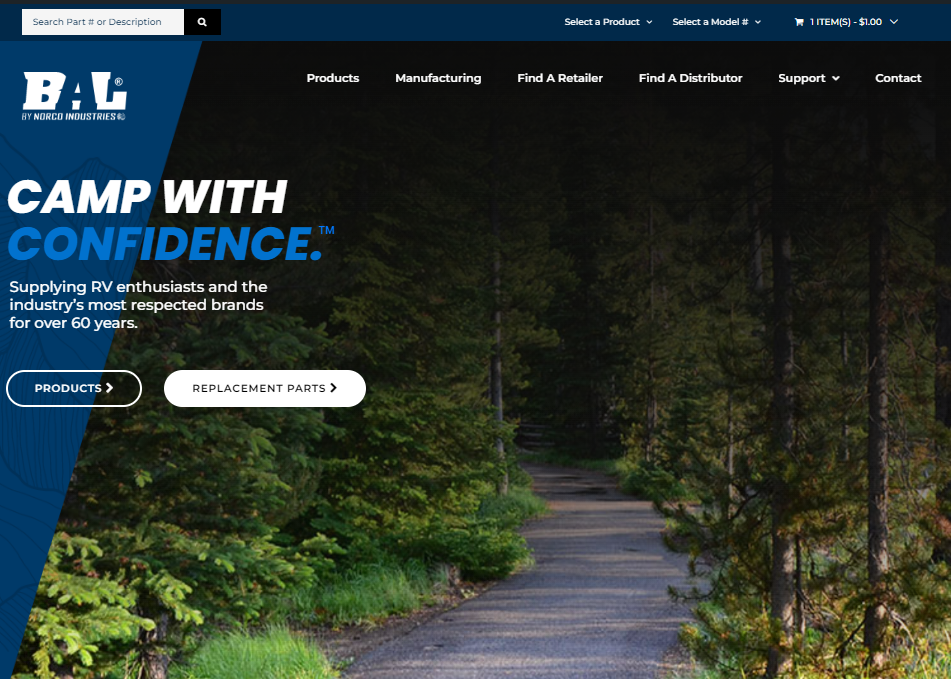 Search Part # or Description
Select a Product
Select a Model #
1 ITEM(S) - $1.00
BAL®
BY NORCO INDUSTRIES
Products
Manufacturing
Find A Retailer
Find A Distributor
Support
Contact
CAMP WITH
CONFIDENCE.™
Supplying RV enthusiasts and the
industry's most respected brands
for over 60 years.
PRODUCTS
REPLACEMENT PARTS